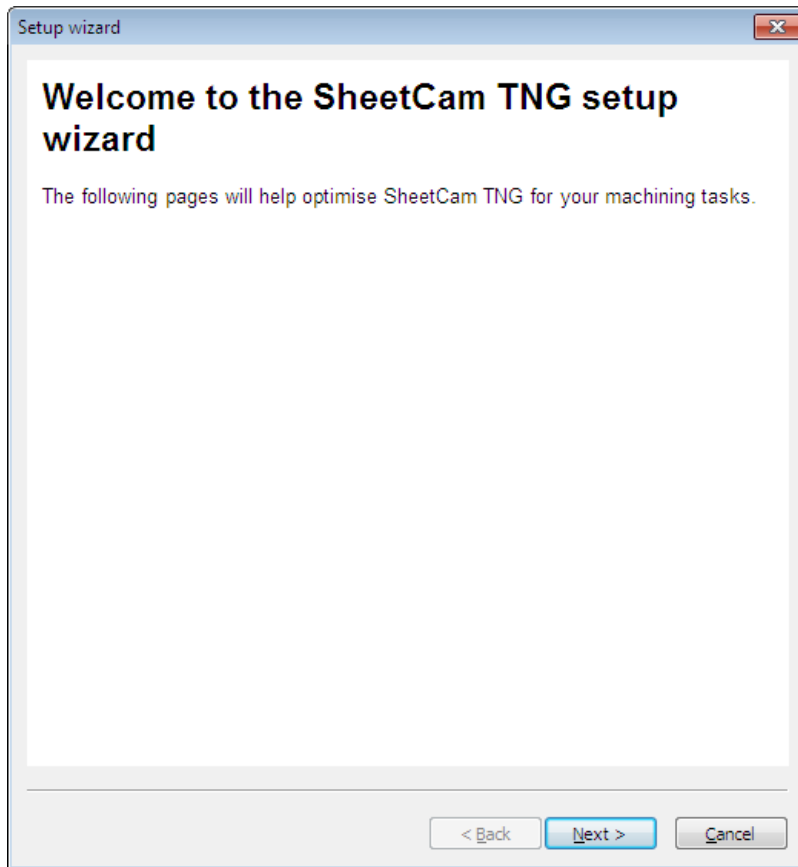 Setup wizard
Welcome to the SheetCam TNG setup
wizard
The following pages will help optimise SheetCam TNG for your machining tasks.
< Back Next > Cancel